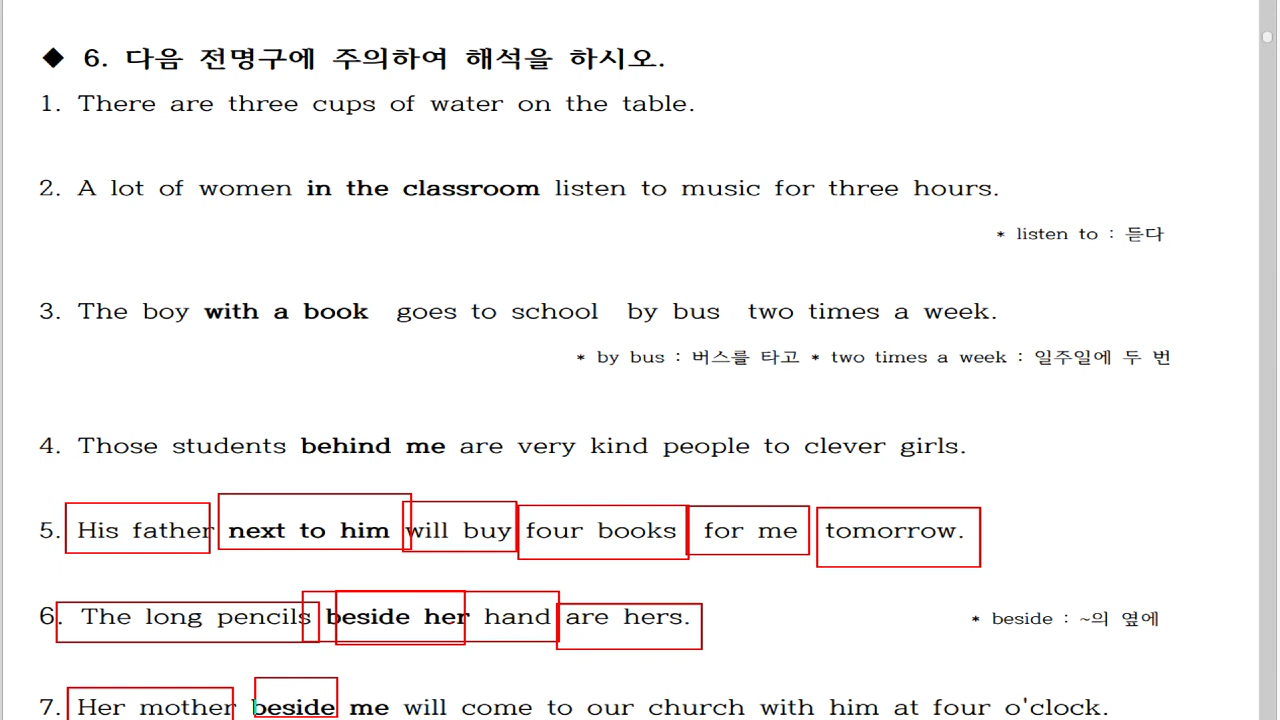 ◆ 6. 다음 전명구에 주의하여 해석을 하시오.
1. There are three cups of water on the table.
2. A lot of women in the classroom listen to music for three hours.
* listen to : 듣다
3. The boy with a book goes to school by bus two times a week.
* by bus : 버스를 타고 * two times a week : 일주일에 두 번
4. Those students behind me are very kind people to clever girls.
5. His father next to him will buy four books for me tomorrow.
6. The long pencils beside her hand are hers.
* beside : ~의 옆에
7. Her mother beside me will come to our church with him at four o'clock.